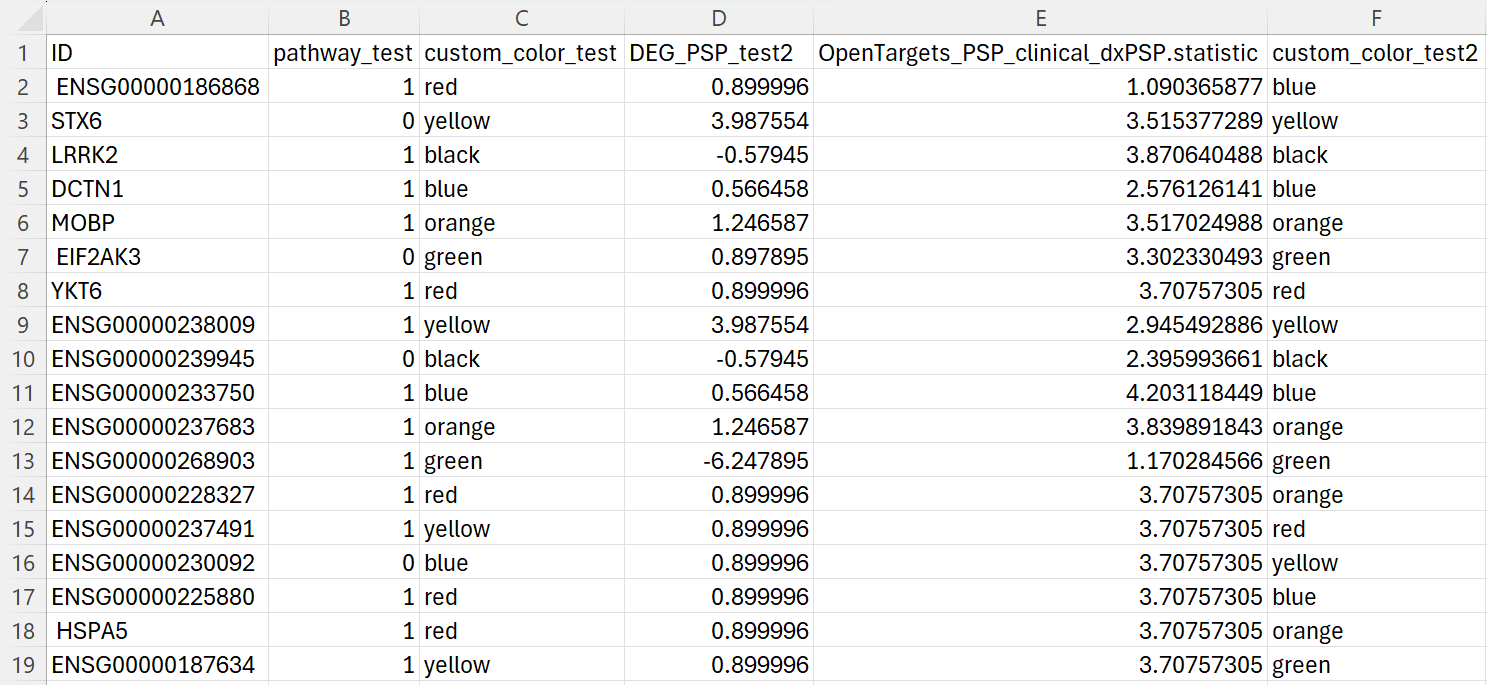 A B C D E F
1 ID pathway_test custom_color_test DEG_PSP_test2 OpenTargets_PSP_clinical_dxPSP.statistic custom_color_test2
2 ENSG00000186868 1 red 0.899996 1.090365877 blue
3 STX6 0 yellow 3.987554 3.515377289 yellow
4 LRRK2 1 black -0.57945 3.870640488 black
5 DCTN1 1 blue 0.566458 2.576126141 blue
6 MOBP 1 orange 1.246587 3.517024988 orange
7 EIF2AK3 0 green 0.897895 3.302330493 green
8 YKT6 1 red 0.899996 3.70757305 red
9 ENSG00000238009 1 yellow 3.987554 2.945492886 yellow
10 ENSG00000239945 0 black -0.57945 2.395993661 black
11 ENSG00000233750 1 blue 0.566458 4.203118449 blue
12 ENSG00000237683 1 orange 1.246587 3.839891843 orange
13 ENSG00000268903 1 green -6.247895 1.170284566 green
14 ENSG00000228327 1 red 0.899996 3.70757305 orange
15 ENSG00000237491 1 yellow 0.899996 3.70757305 red
16 ENSG00000230092 0 blue 0.899996 3.70757305 yellow
17 ENSG00000225880 1 red 0.899996 3.70757305 blue
18 HSPA5 1 red 0.899996 3.70757305 orange
19 ENSG00000187634 1 yellow 0.899996 3.70757305 green